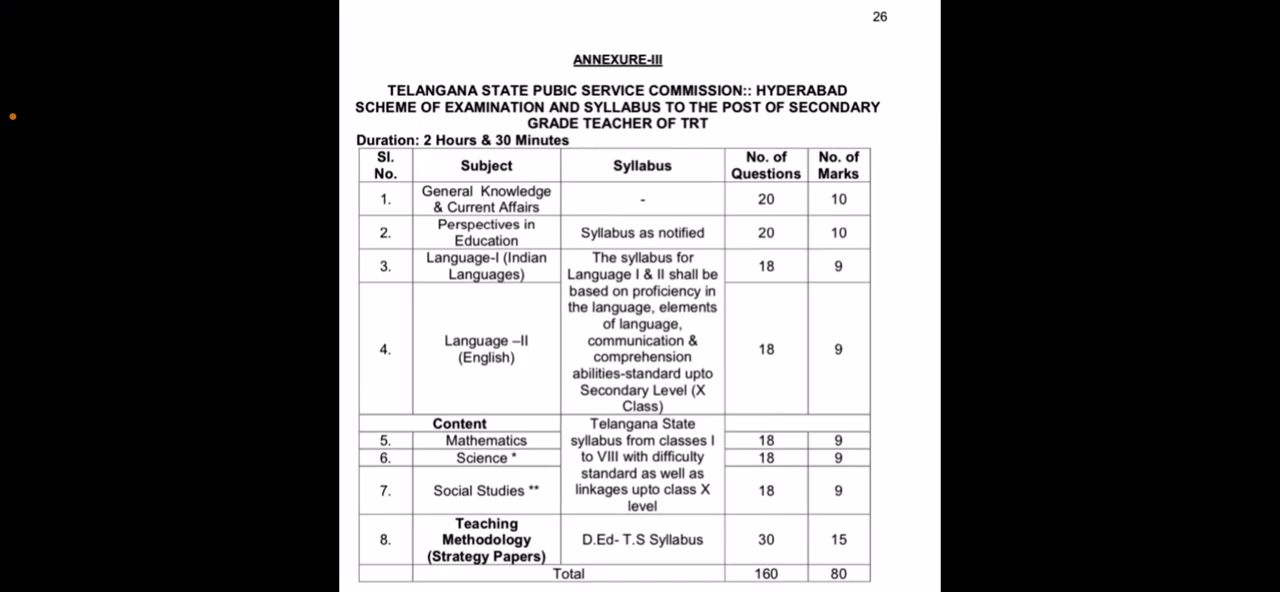 26
ANNEXURE-III
TELANGANA STATE PUBIC SERVICE COMMISSION:: HYDERABAD
SCHEME OF EXAMINATION AND SYLLABUS TO THE POST OF SECONDARY
GRADE TEACHER OF TRT
Duration: 2 Hours & 30 Minutes
Sl. No. Subject Syllabus No. of Questions No. of Marks
1. General Knowledge & Current Affairs - 20 10
2. Perspectives in Education Syllabus as notified 20 10
3. Language-I (Indian Languages) 18 9
The syllabus for
Language I & II shall be
based on proficiency in
the language, elements
of language,
communication &
comprehension
abilities-standard upto
Secondary Level (X
Class)
4. Language –II (English) 18 9
Content
Telangana State
syllabus from classes I
to VIII with difficulty
standard as well as
linkages upto class X
level
5. Mathematics 18 9
6. Science * 18 9
7. Social Studies ** 18 9
8. Teaching Methodology (Strategy Papers) D.Ed- T.S Syllabus 30 15
Total 160 80